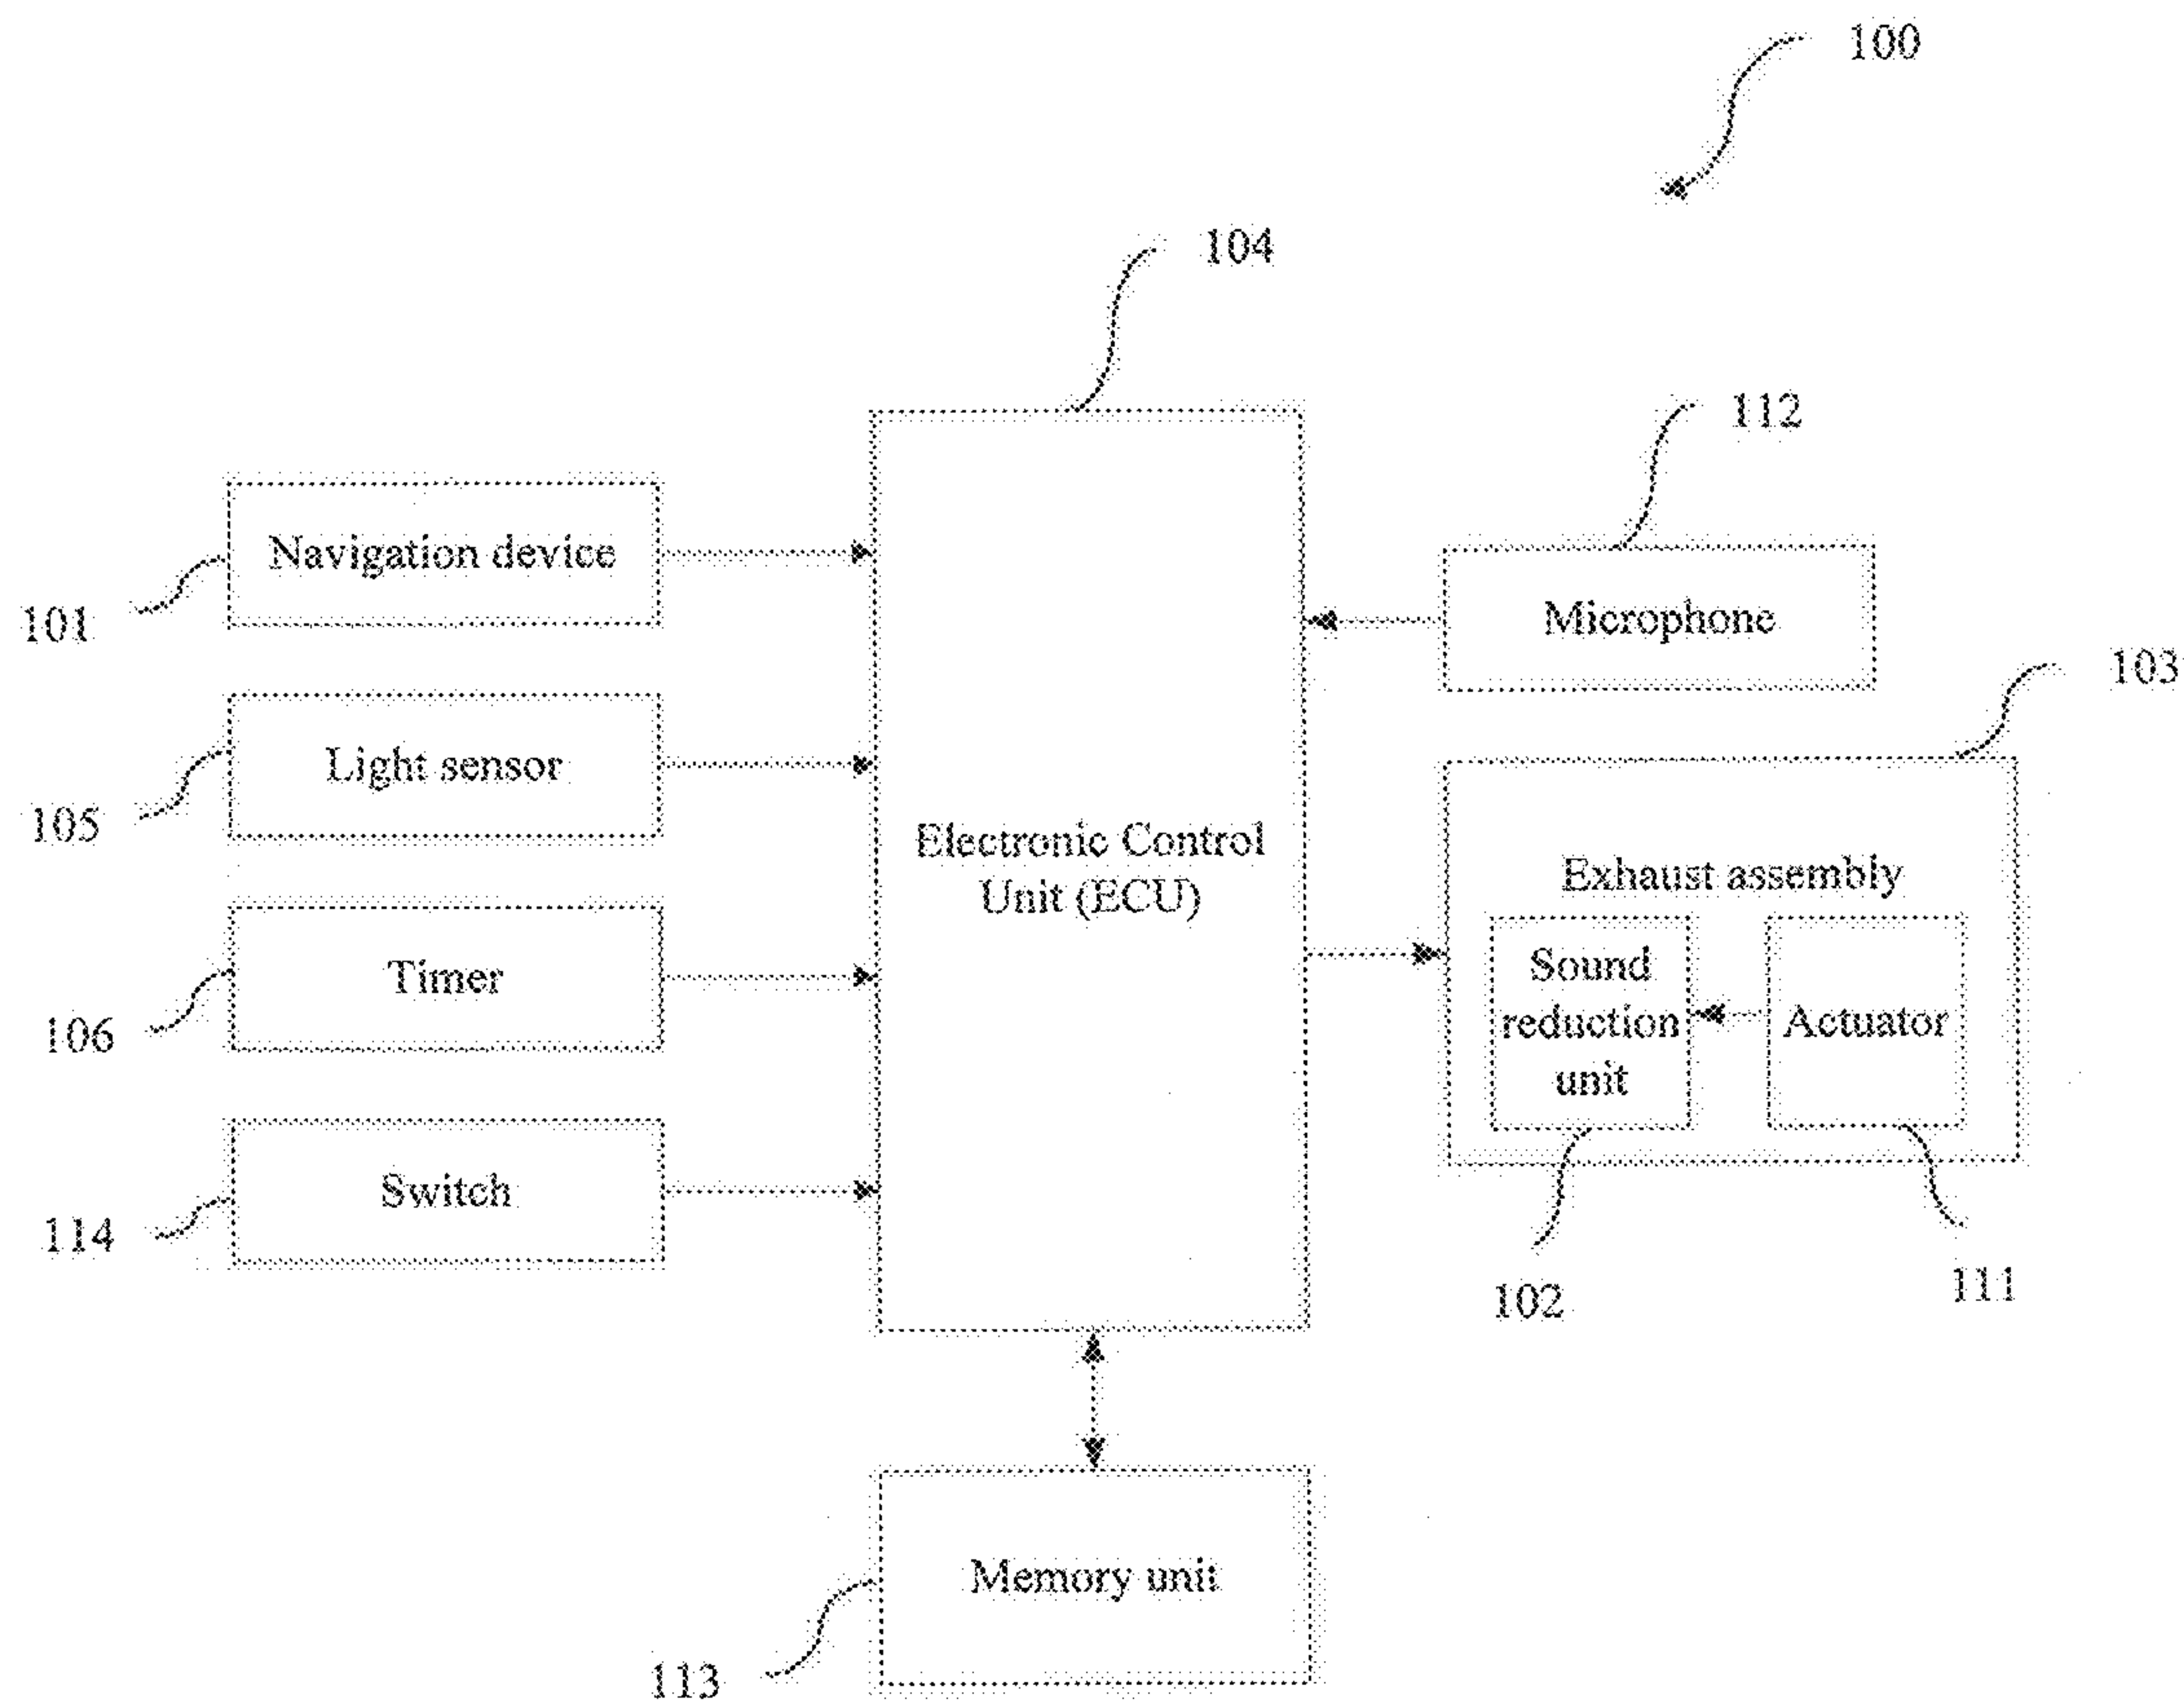 100
104
112
Navigation device
101
Microphone
103
Light sensor
105
Electronic Control
Unit (ECU)
Exhaust assembly
Timer
106
Sound
reduction
unit
Actuator
Switch
114
102
111
Memory unit
113